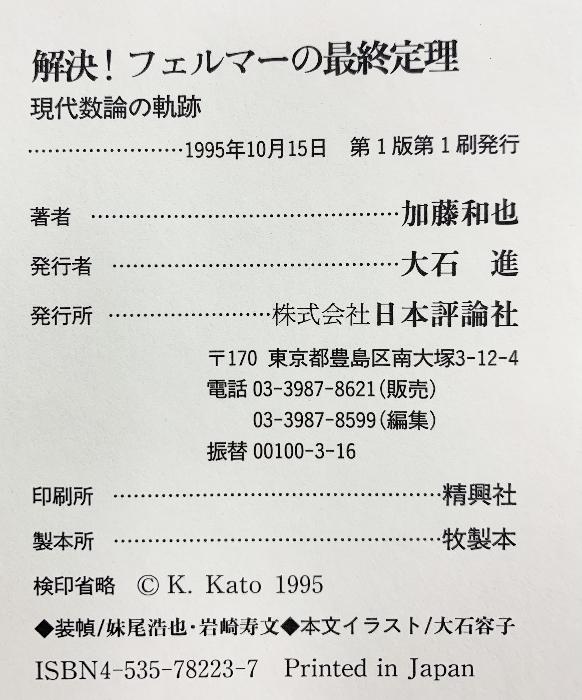 解決！フェルマーの最終定理
現代数論の軌跡
……………………1995年10月15日　第1版第1刷発行
著者 ……………………………………加藤和也
発行者 …………………………………大石　進
発行所 ……………………株式会社日本評論社
〒170 東京都豊島区南大塚3-12-4
電話 03-3987-8621（販売）
03-3987-8599（編集）
振替 00100-3-16
印刷所 ………………………………………精興社
製本所 ………………………………………牧製本
検印省略　© K. Kato 1995
◆装幀/妹尾浩也・岩崎寿文◆本文イラスト/大石容子
ISBN4-535-78223-7　Printed in Japan